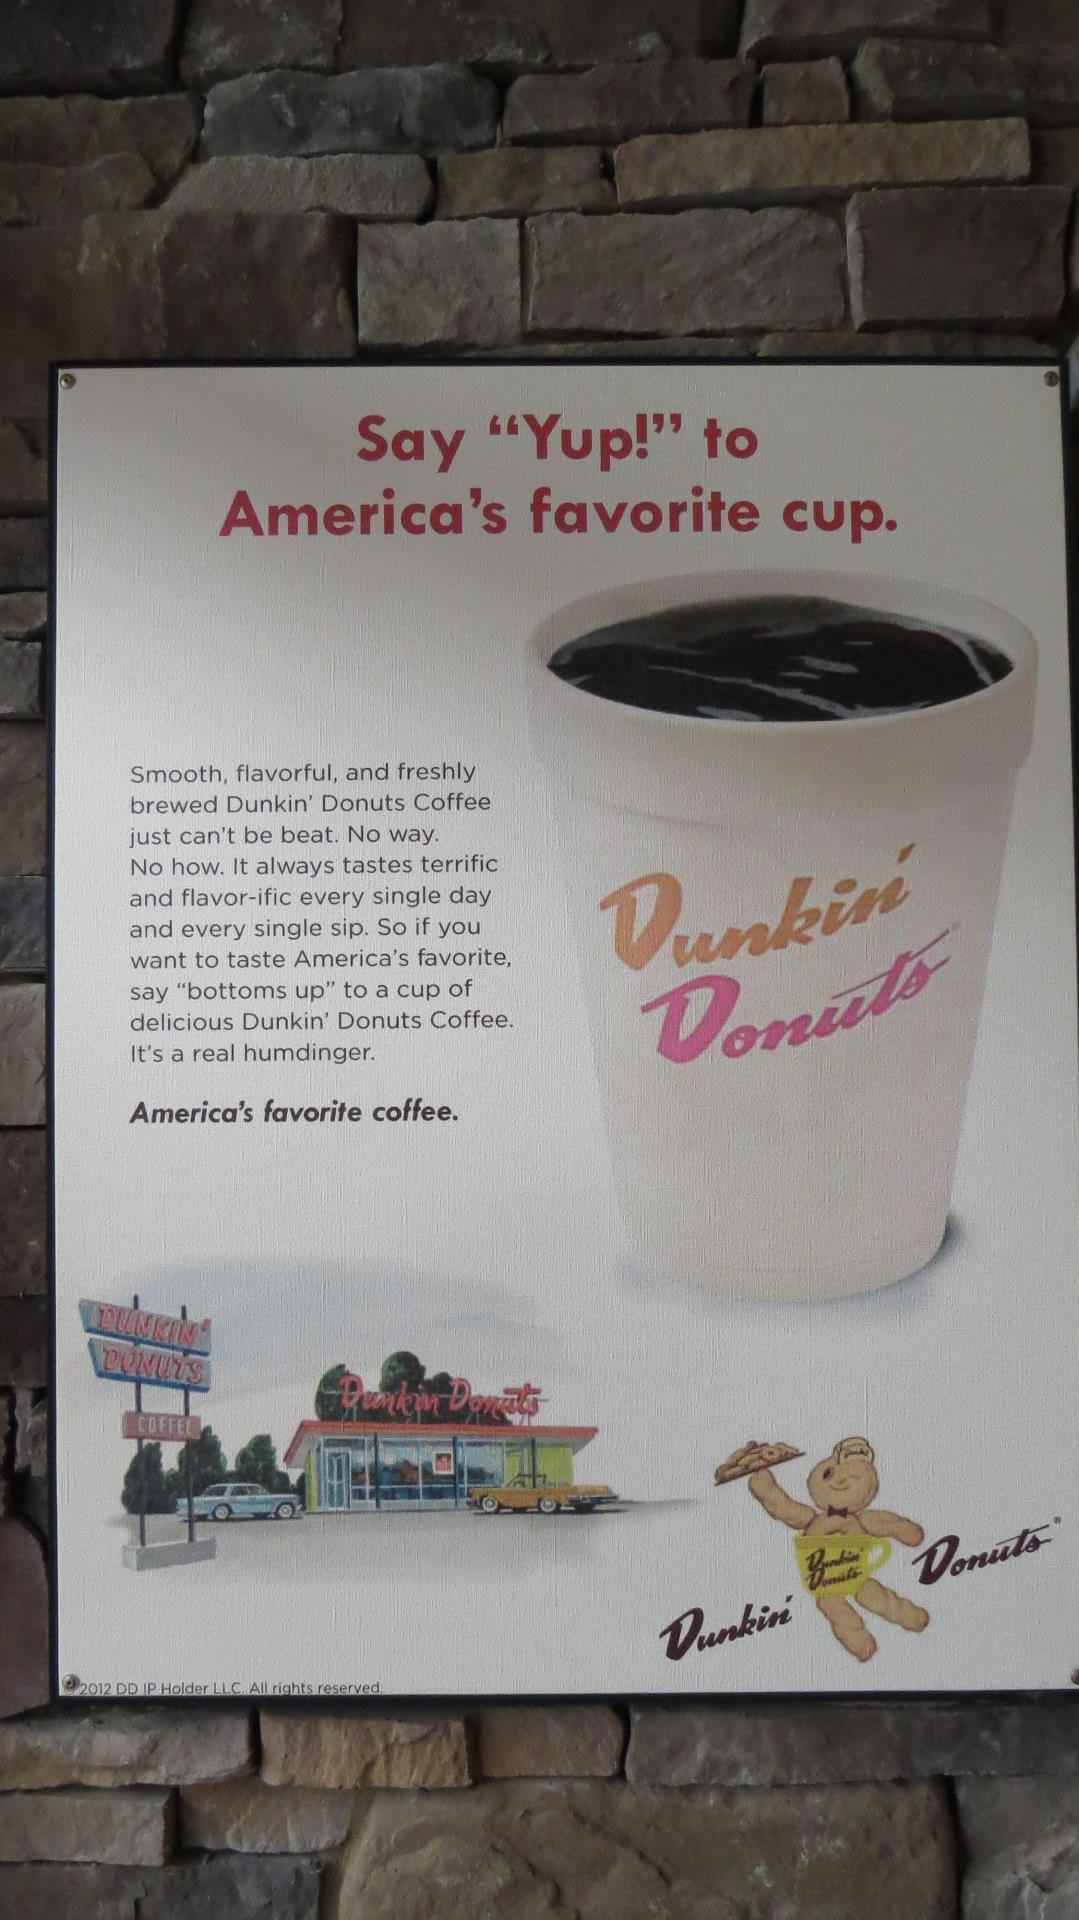 Say “Yup!” to
America’s favorite cup.
Smooth, flavorful, and freshly
brewed Dunkin’ Donuts Coffee
just can’t be beat. No way.
No how. It always tastes terrific
and flavor-ific every single day
and every single sip. So if you
want to taste America’s favorite,
say “bottoms up” to a cup of
delicious Dunkin’ Donuts Coffee.
It’s a real humdinger.
America’s favorite coffee.
Dunkin’
Donuts
DUNKIN’
DONUTS
COFFEE
Dunkin Donuts
Dunkin’
Donuts
Dunkin’
Donuts®
2012 DD IP Holder LLC. All rights reserved.